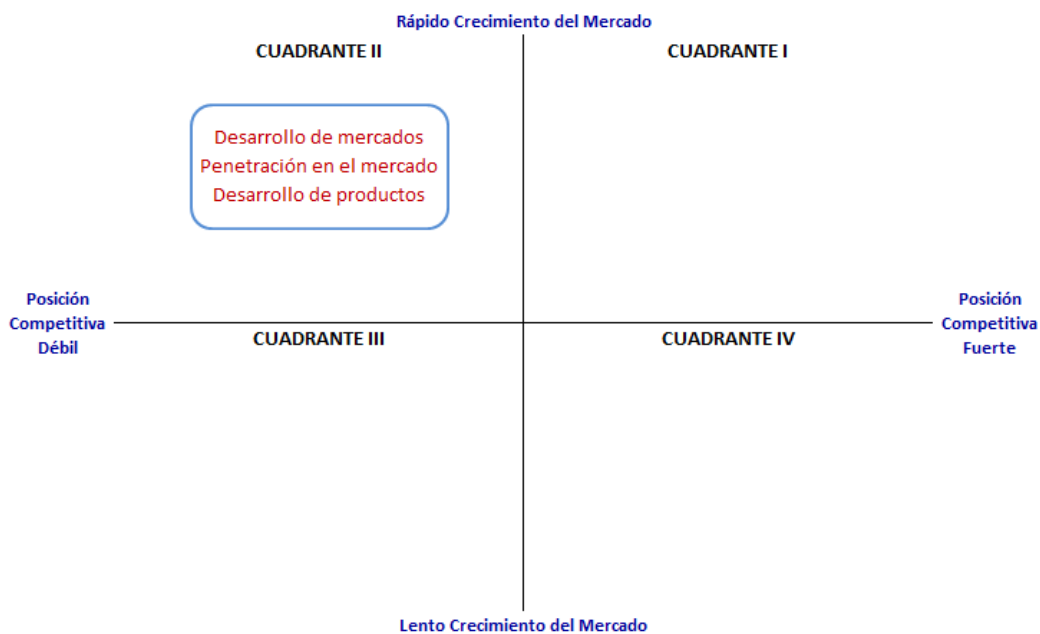 Rápido Crecimiento del Mercado
CUADRANTE II
CUADRANTE I
Desarrollo de mercados
Penetración en el mercado
Desarrollo de productos
Posición
Competitiva
Débil
Posición
Competitiva
Fuerte
CUADRANTE III
CUADRANTE IV
Lento Crecimiento del Mercado